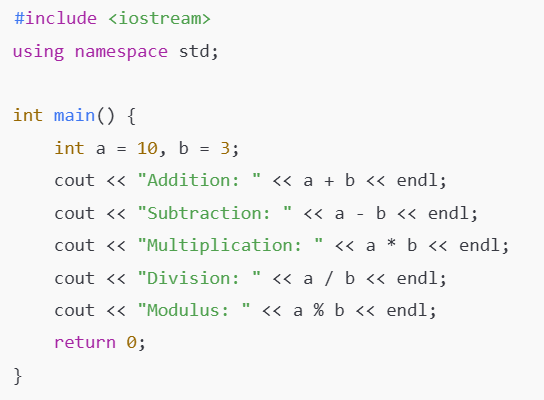 #include <iostream>
using namespace std;

int main() {
    int a = 10, b = 3;
    cout << "Addition: " << a + b << endl;
    cout << "Subtraction: " << a - b << endl;
    cout << "Multiplication: " << a * b << endl;
    cout << "Division: " << a / b << endl;
    cout << "Modulus: " << a % b << endl;
    return 0;
}